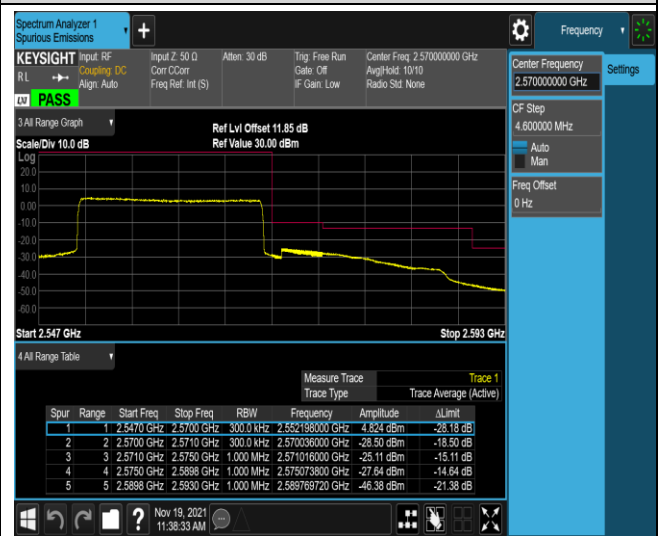 Spectrum Analyzer 1
Spurious Emissions
Frequency
KEYSIGHT Input: RF Input Z: 50 Ω Atten: 30 dB Trig: Free Run Center Freq: 2.570000000 GHz
RL Coupling: DC Corr CCorr Gate: Off Avg|Hold: 10/10
Align: Auto Freq Ref: Int (S) IF Gain: Low Radio Std: None
LXI PASS
Center Frequency
2.570000000 GHz
Settings
CF Step
4.600000 MHz
Auto
Man
Freq Offset
0 Hz
3 All Range Graph
Ref Lvl Offset 11.85 dB
Scale/Div 10.0 dB Ref Value 30.00 dBm
Log
20.0
10.0
0.00
-10.0
-20.0
-30.0
-40.0
-50.0
-60.0
Start 2.547 GHz Stop 2.593 GHz
4 All Range Table
Measure Trace Trace 1
Trace Type Trace Average (Active)
Spur Range Start Freq Stop Freq RBW Frequency Amplitude ΔLimit
1 1 2.5470 GHz 2.5700 GHz 300.0 kHz 2.552198000 GHz 4.824 dBm -28.18 dB
2 2 2.5700 GHz 2.5710 GHz 300.0 kHz 2.570036000 GHz -28.50 dBm -18.50 dB
3 3 2.5710 GHz 2.5750 GHz 1.000 MHz 2.571016000 GHz -25.11 dBm -15.11 dB
4 4 2.5750 GHz 2.5898 GHz 1.000 MHz 2.575073800 GHz -27.64 dBm -14.64 dB
5 5 2.5898 GHz 2.5930 GHz 1.000 MHz 2.589769720 GHz -46.38 dBm -21.38 dB
Nov 19, 2021
11:38:33 AM